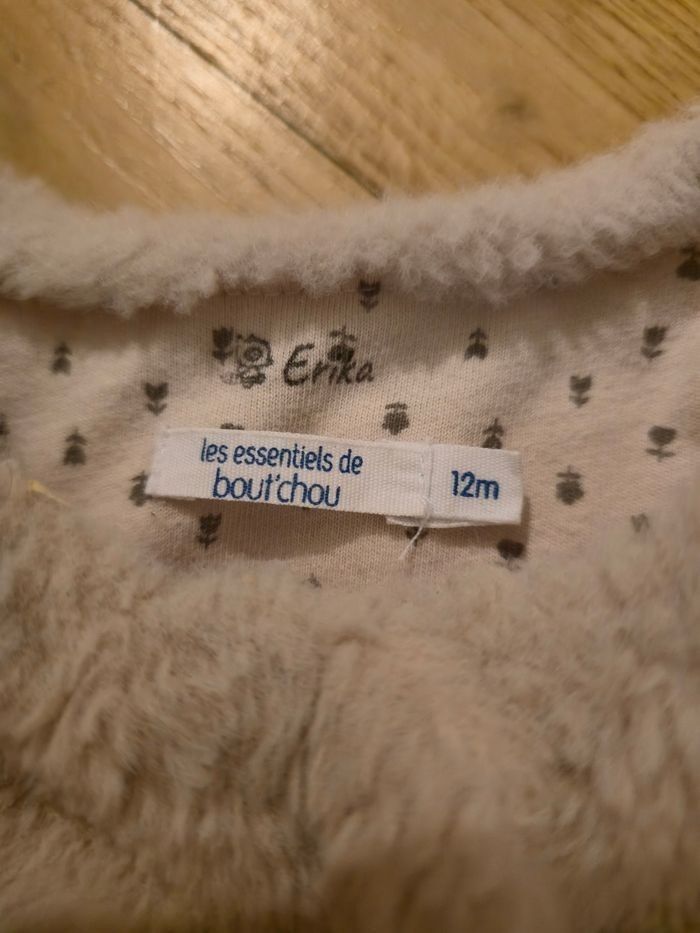 Erika
les essentiels de
bout'chou
12m